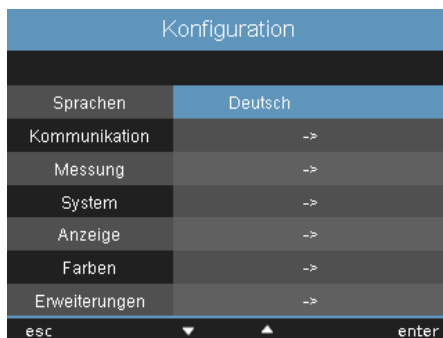 Konfiguration
Sprachen Deutsch
Kommunikation ->
Messung ->
System ->
Anzeige ->
Farben ->
Erweiterungen ->
esc ▼ ▲ enter